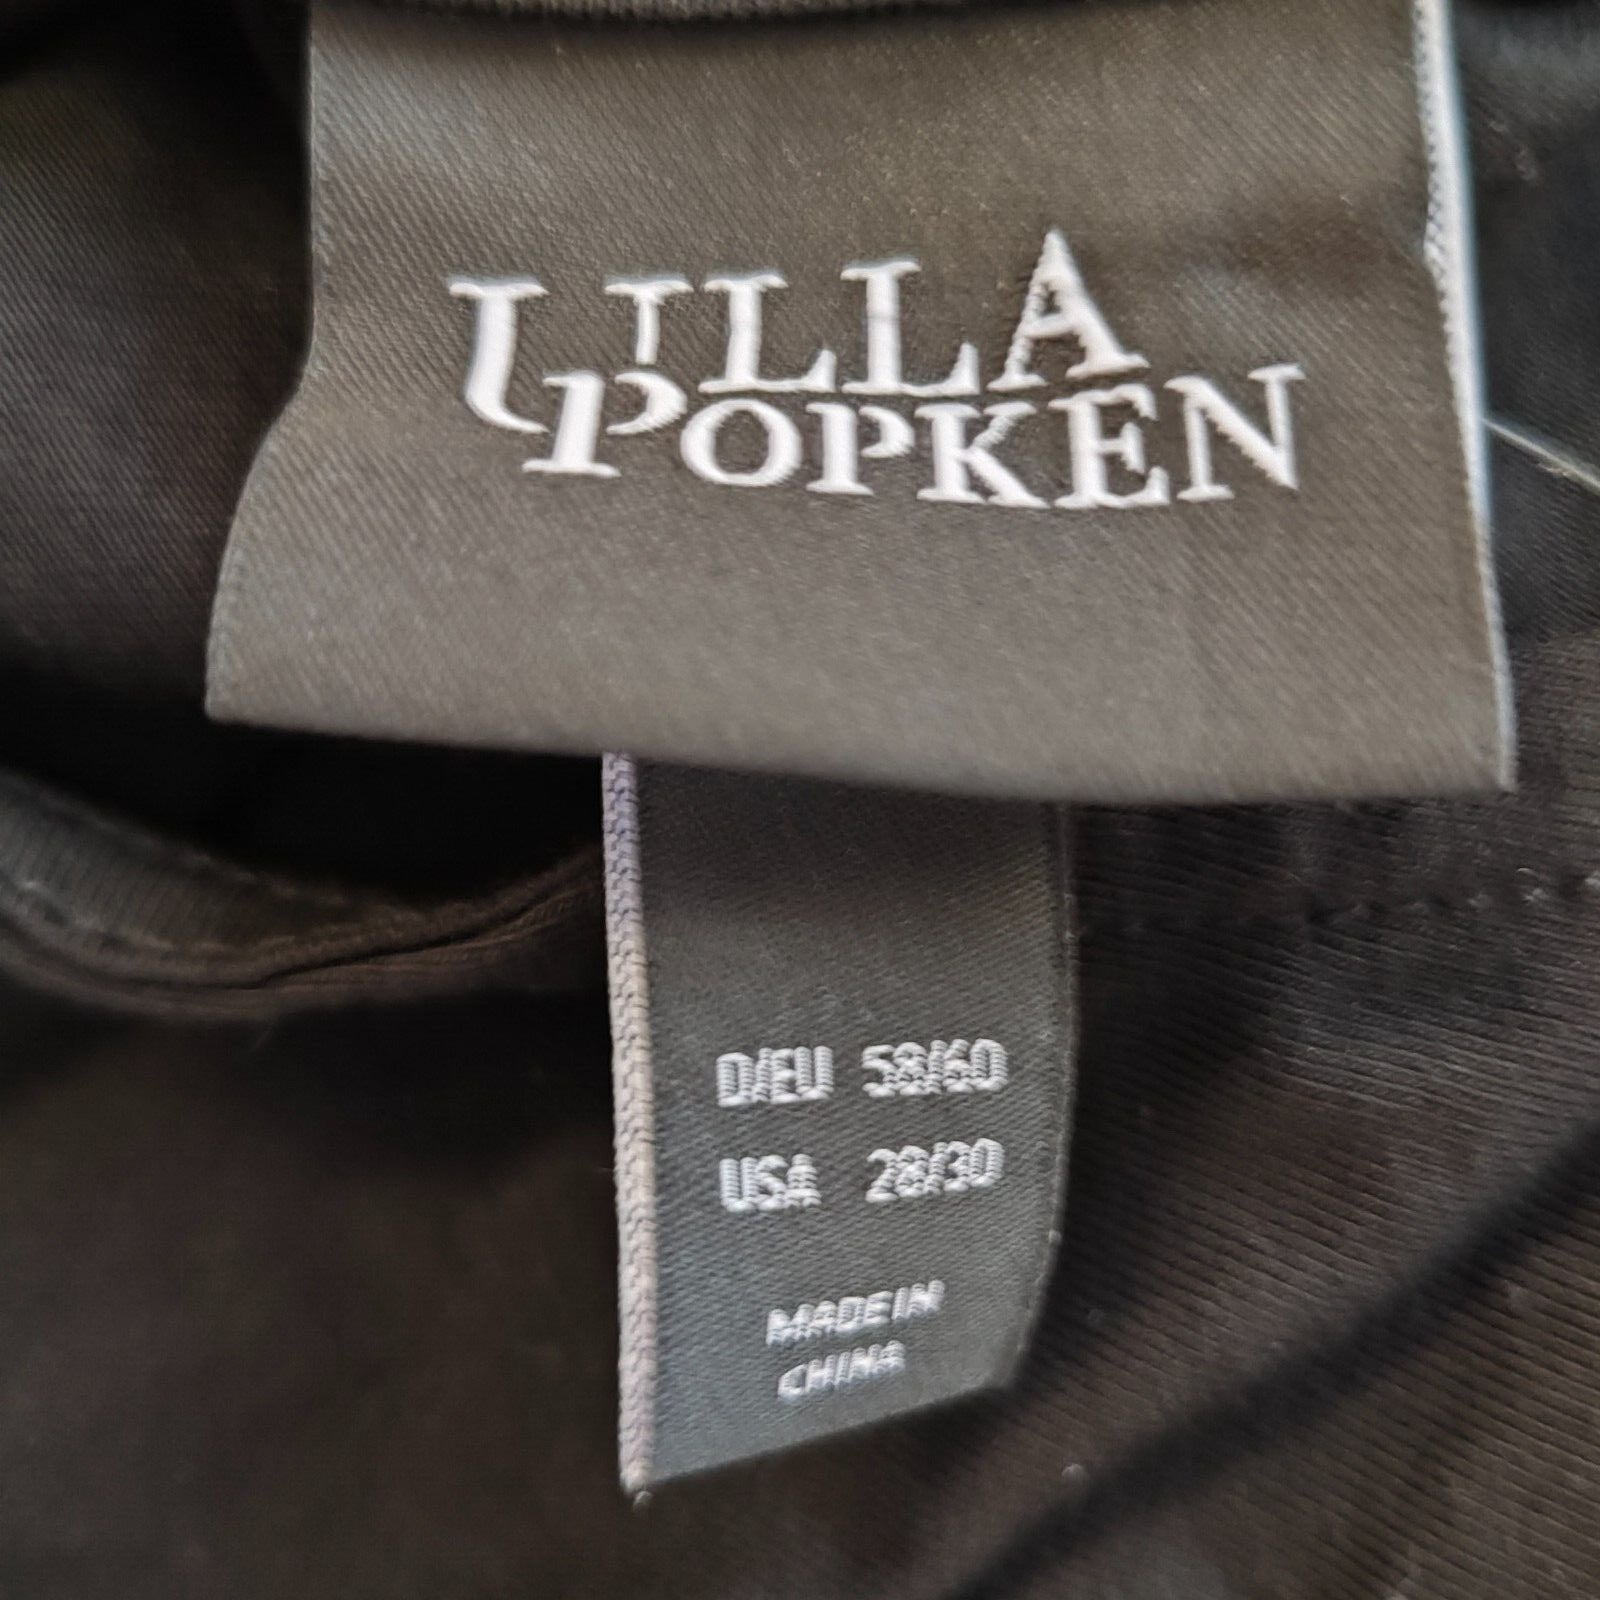 ULLA
POPKEN
D/EU 58/60
USA 28/30
MADE IN
CHINA